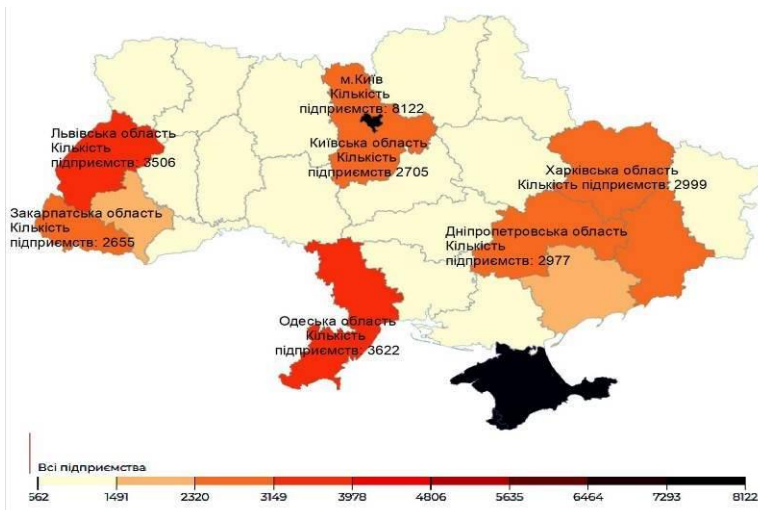 м.Київ
Кількість
підприємств: 8122
Львівська область
Кількість
підприємств: 3506
Київська область
Кількість
підприємств 2705
Харківська область
Кількість підприємств: 2999
Закарпатська область
Кількість
підприємств: 2655
Дніпропетровська область
Кількість
підприємств: 2977
Одеська область
Кількість
підприємств: 3622
Всі підприємства
562 1491 2320 3149 3978 4806 5635 6464 7293 8122